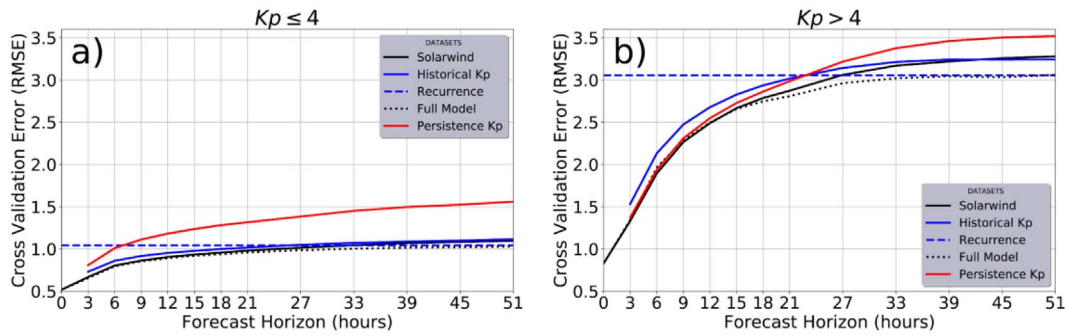 Kp ≤ 4
a)
Cross Validation Error (RMSE)
3.5
3.0
2.5
2.0
1.5
1.0
0.5
DATASETS
Solarwind
Historical Kp
Recurrence
Full Model
Persistence Kp
0 3 6 9 12 15 18 21 27 33 39 45 51
Forecast Horizon (hours)
Kp > 4
b)
Cross Validation Error (RMSE)
3.5
3.0
2.5
2.0
1.5
1.0
0.5
DATASETS
Solarwind
Historical Kp
Recurrence
Full Model
Persistence Kp
0 3 6 9 12 15 18 21 27 33 39 45 51
Forecast Horizon (hours)